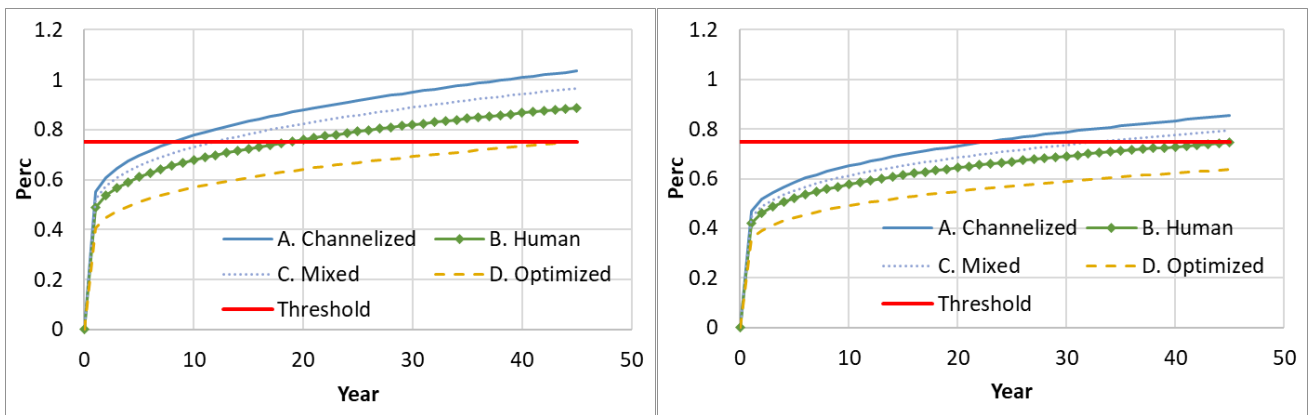 1.2
1
0.8
0.6
0.4
0.2
0
Perc
A. Channelized
B. Human
C. Mixed
D. Optimized
Threshold
0 10 20 30 40 50
Year
1.2
1
0.8
0.6
0.4
0.2
0
Perc
A. Channelized
B. Human
C. Mixed
D. Optimized
Threshold
0 10 20 30 40 50
Year